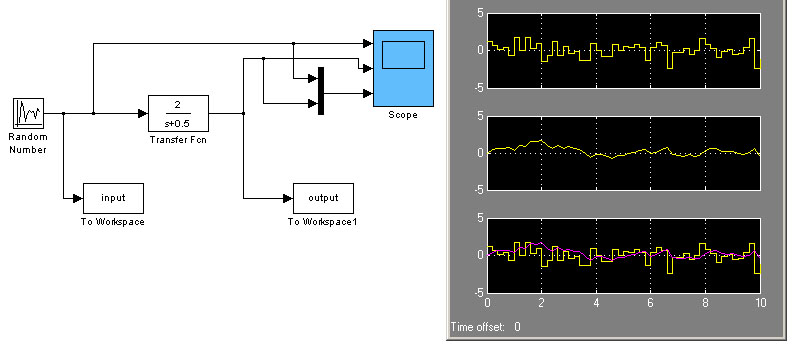 Random
Number
2
s+0.5
Transfer Fcn
Scope
input
To Workspace
output
To Workspace1
5
0
-5
5
0
-5
5
0
-5
0 2 4 6 8 10
Time offset: 0